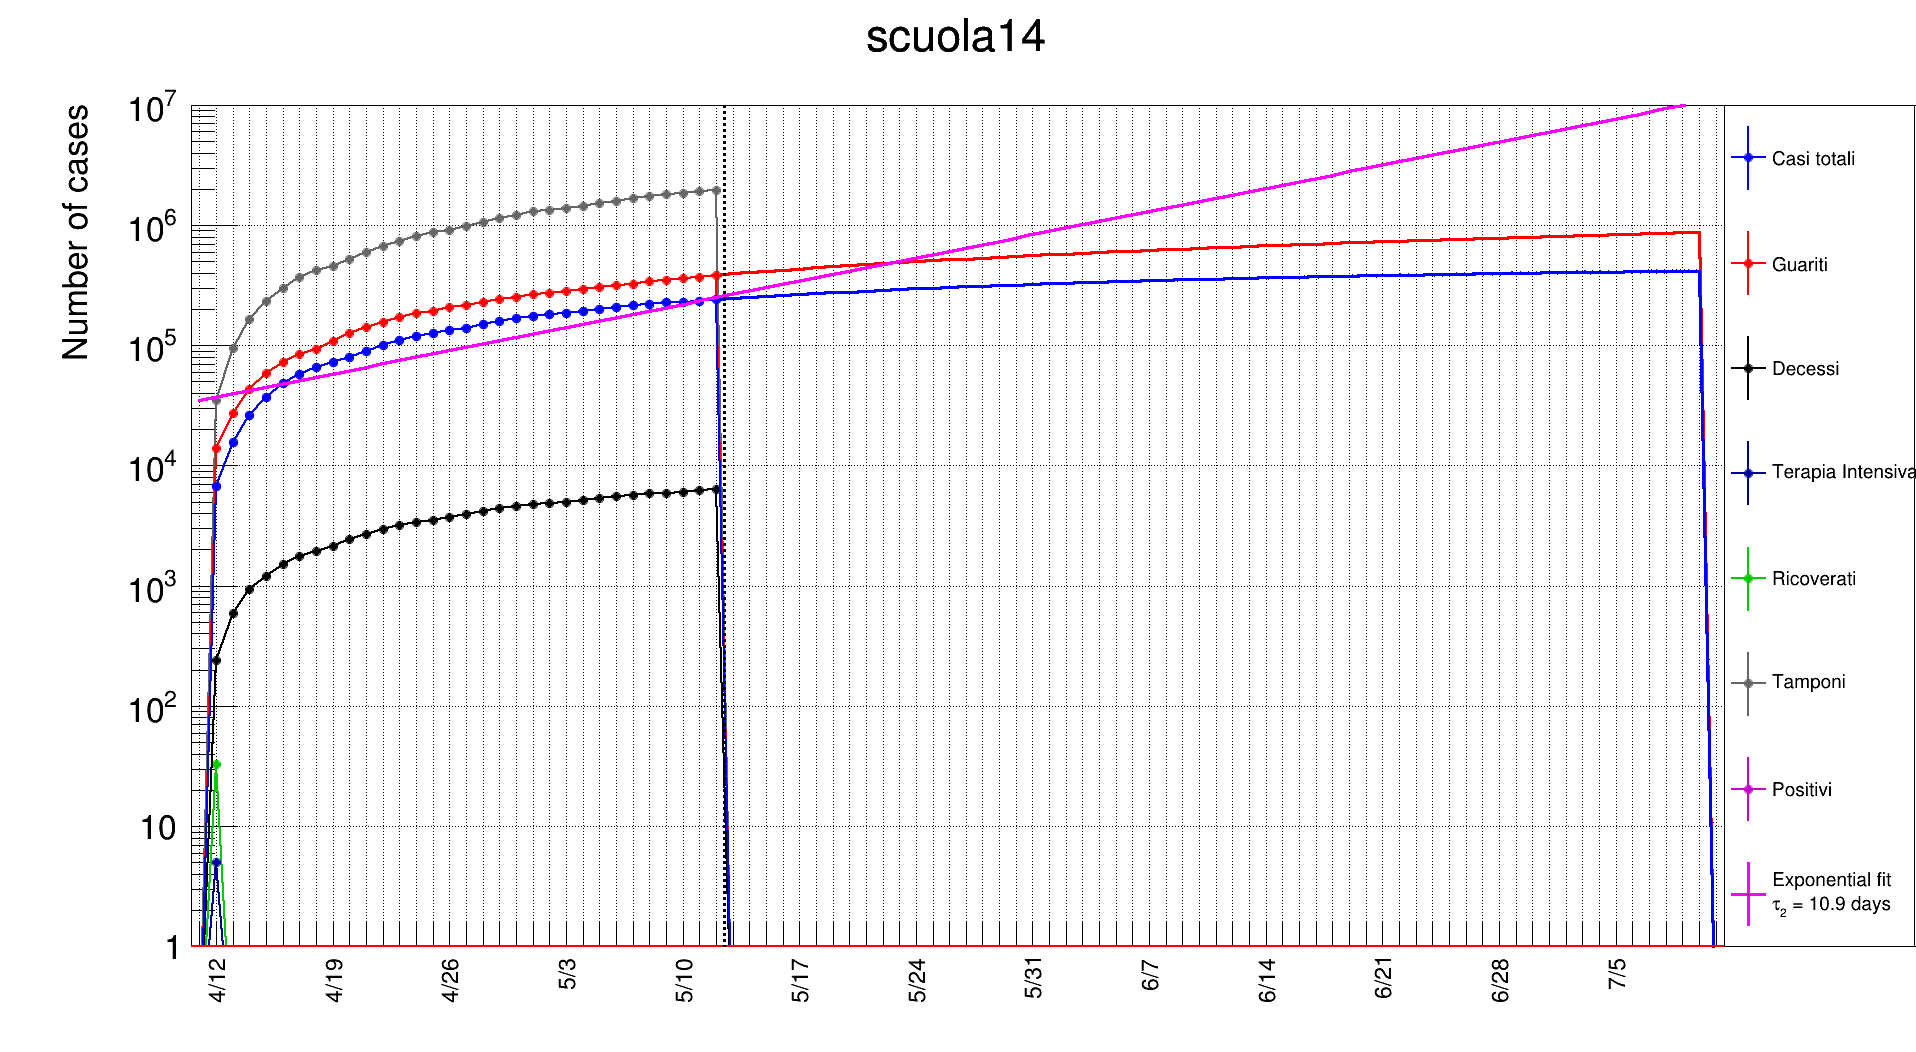 scuola14
Number of cases
10^7
10^6
10^5
10^4
10^3
10^2
10
1
4/12
4/19
4/26
5/3
5/10
5/17
5/24
5/31
6/7
6/14
6/21
6/28
7/5
Casi totali
Guariti
Decessi
Terapia Intensiva
Ricoverati
Tamponi
Positivi
Exponential fit
τ_2 = 10.9 days